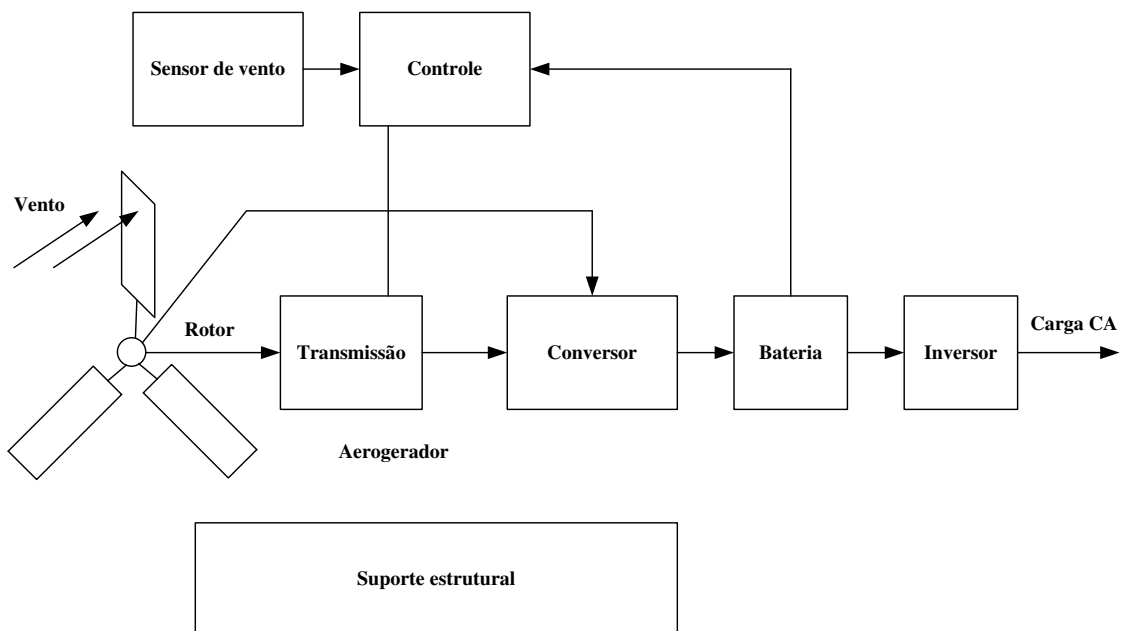 Sensor de vento
Controle
Vento
Rotor
Transmissão
Conversor
Bateria
Inversor
Carga CA
Aerogerador
Suporte estrutural